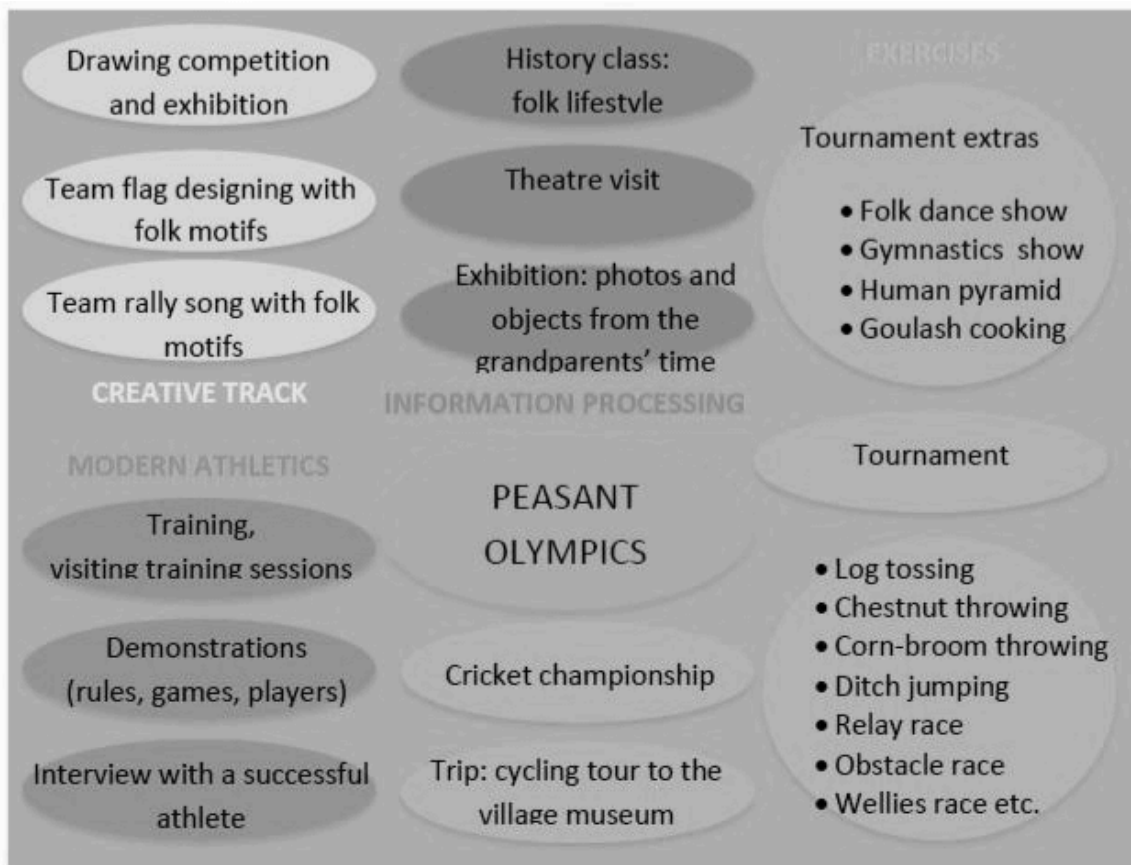 Drawing competition
and exhibition
Team flag designing with
folk motifs
Team rally song with folk
motifs
CREATIVE TRACK
History class:
folk lifestyle
Theatre visit
Exhibition: photos and
objects from the
grandparents' time
INFORMATION PROCESSING
EXERCISES
Tournament extras
• Folk dance show
• Gymnastics show
• Human pyramid
• Goulash cooking
Tournament
• Log tossing
• Chestnut throwing
• Corn-broom throwing
• Ditch jumping
• Relay race
• Obstacle race
• Wellies race etc.
MODERN ATHLETICS
Training,
visiting training sessions
Demonstrations
(rules, games, players)
Interview with a successful
athlete
PEASANT
OLYMPICS
Cricket championship
Trip: cycling tour to the
village museum